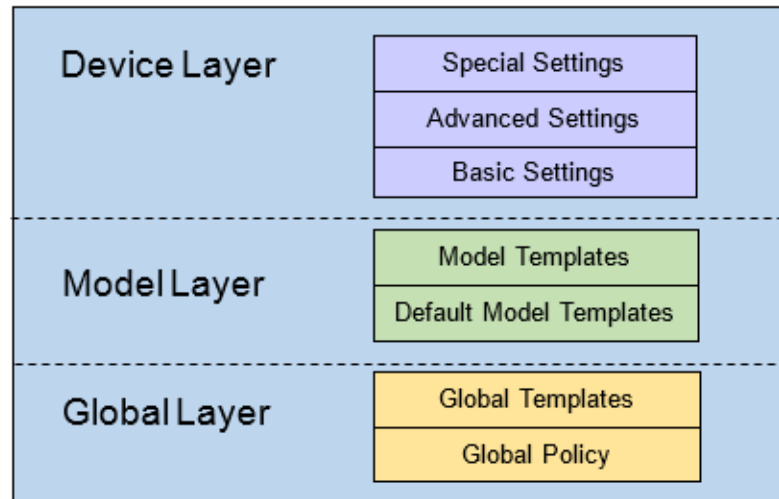 Device Layer
Special Settings
Advanced Settings
Basic Settings
Model Layer
Model Templates
Default Model Templates
Global Layer
Global Templates
Global Policy